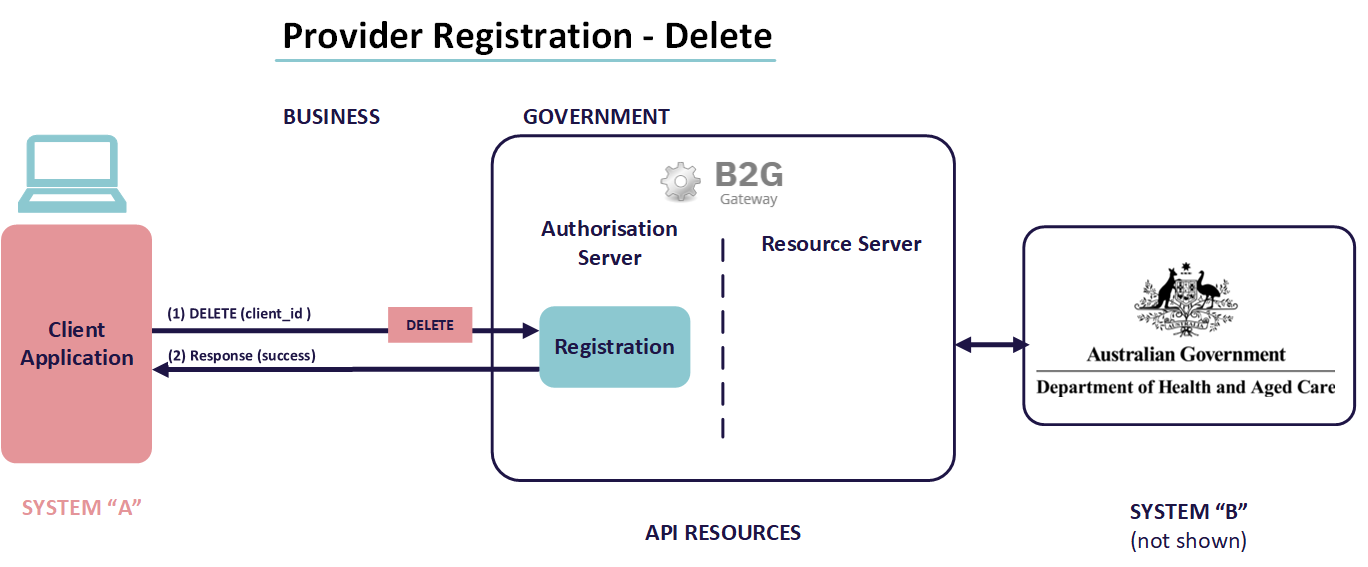 Provider Registration - Delete
BUSINESS
GOVERNMENT
B2G
Gateway
Authorisation
Server
Resource Server
Client
Application
(1) DELETE (client_id )
DELETE
(2) Response (success)
Registration
AUSTRALIA
Australian Government
Department of Health and Aged Care
SYSTEM “A”
API RESOURCES
SYSTEM “B”
(not shown)